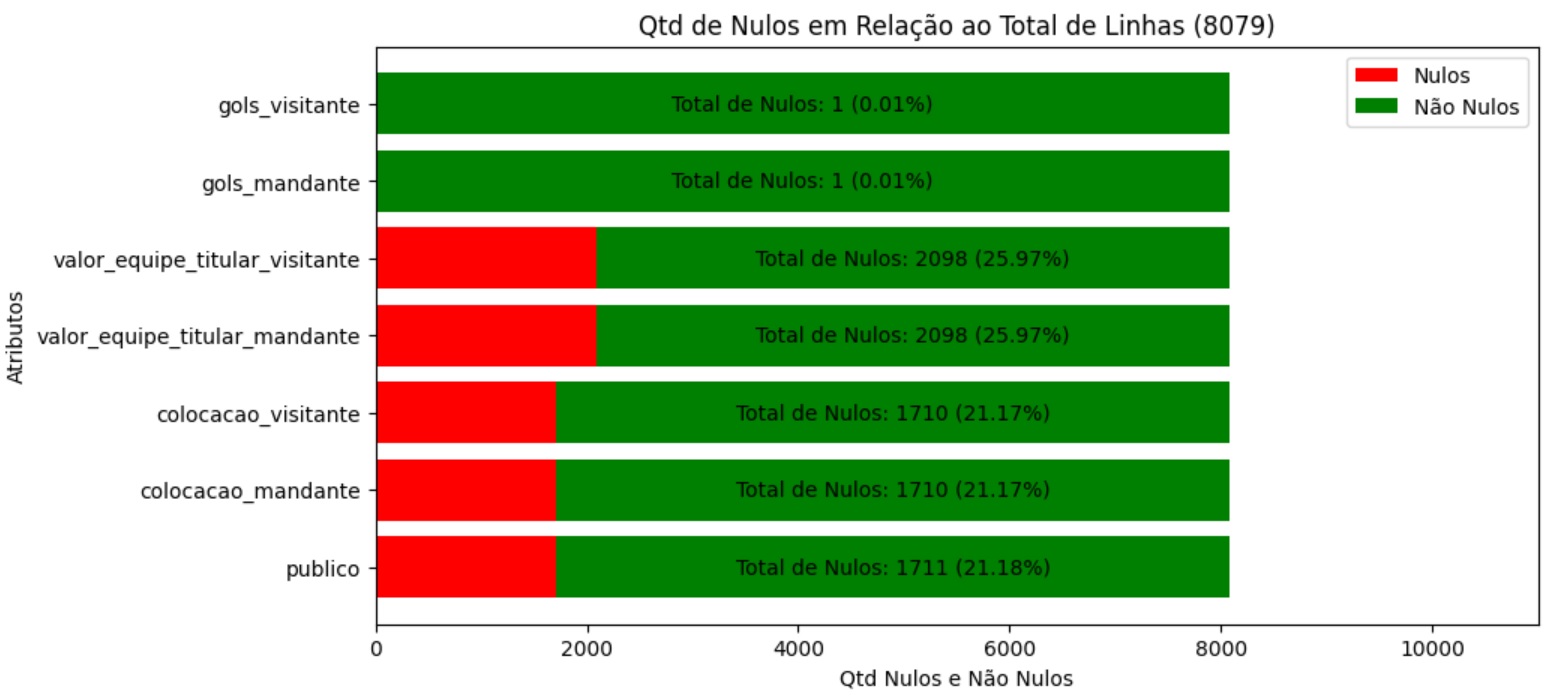 Qtd de Nulos em Relação ao Total de Linhas (8079)
Nulos
Não Nulos
gols_visitante
Total de Nulos: 1 (0.01%)
gols_mandante
Total de Nulos: 1 (0.01%)
valor_equipe_titular_visitante
Total de Nulos: 2098 (25.97%)
valor_equipe_titular_mandante
Total de Nulos: 2098 (25.97%)
colocacao_visitante
Total de Nulos: 1710 (21.17%)
colocacao_mandante
Total de Nulos: 1710 (21.17%)
publico
Total de Nulos: 1711 (21.18%)
Atributos
0 2000 4000 6000 8000 10000
Qtd Nulos e Não Nulos